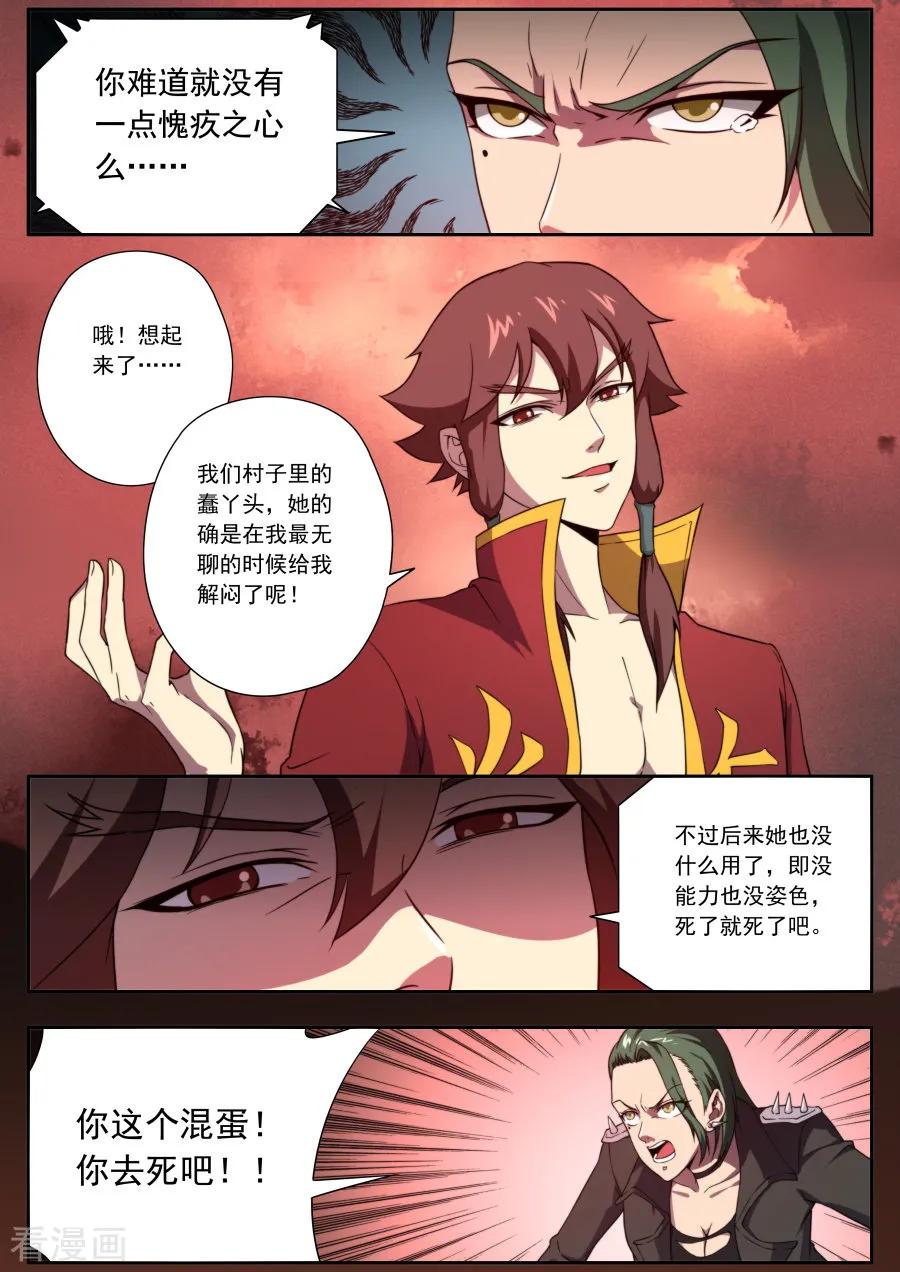 你难道就没有
一点愧疚之心
么……
哦！想起
来了……
我们村子里的
蠢丫头，她的
确是在我最无
聊的时候给我
解闷了呢！
不过后来她也没
什么用了，即没
能力也没姿色，
死了就死了吧。
你这个混蛋！
你去死吧！！
看漫画